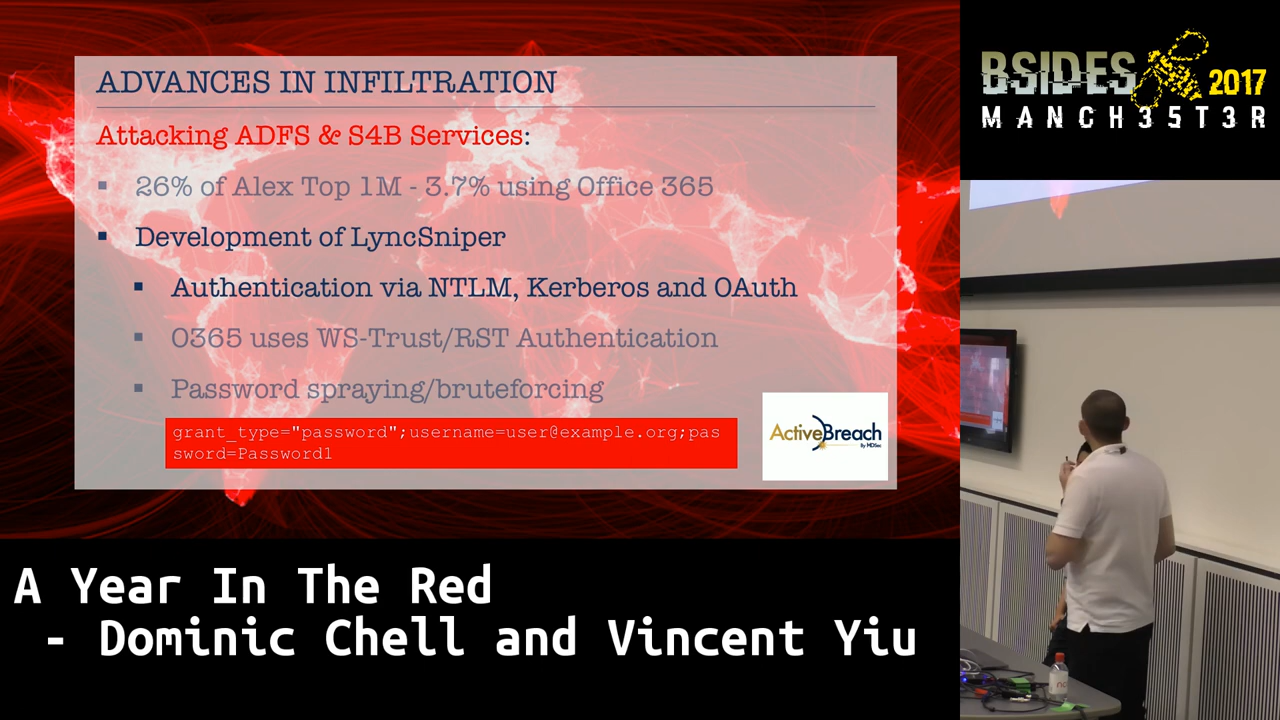 ADVANCES IN INFILTRATION
Attacking ADFS & S4B Services:
▪ 26% of Alex Top 1M - 3.7% using Office 365
▪ Development of LyncSniper
▪ Authentication via NTLM, Kerberos and OAuth
▪ O365 uses WS-Trust/RST Authentication
▪ Password spraying/bruteforcing
grant_type="password";username=user@example.org;pas
sword=Password1
ActiveBreach
By MDSec
BSIDES 2017
MANCH35T3R
A Year In The Red
- Dominic Chell and Vincent Yiu